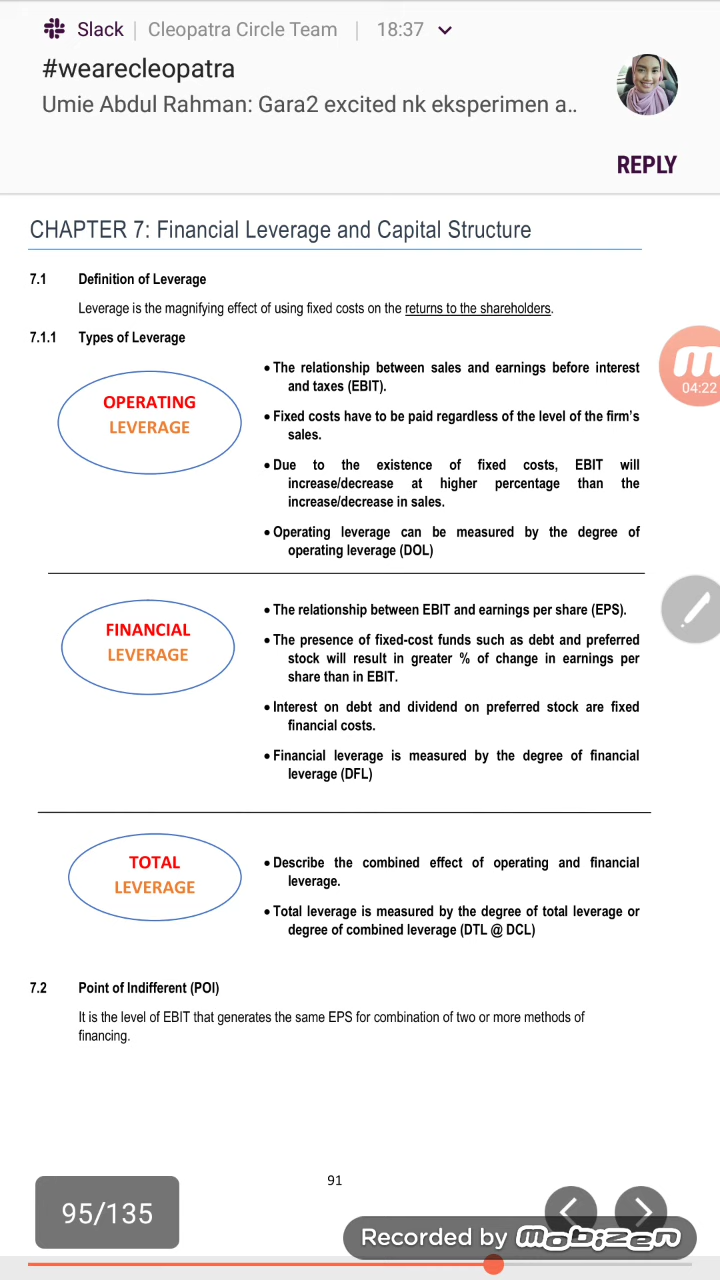 Slack | Cleopatra Circle Team | 18:37
#wearecleopatra
Umie Abdul Rahman: Gara2 excited nk eksperimen a..
REPLY
CHAPTER 7: Financial Leverage and Capital Structure
7.1 Definition of Leverage
Leverage is the magnifying effect of using fixed costs on the returns to the shareholders.
7.1.1 Types of Leverage
OPERATING
LEVERAGE
• The relationship between sales and earnings before interest
and taxes (EBIT).
• Fixed costs have to be paid regardless of the level of the firm's
sales.
• Due to the existence of fixed costs, EBIT will
increase/decrease at higher percentage than the
increase/decrease in sales.
• Operating leverage can be measured by the degree of
operating leverage (DOL)
m
04:22
FINANCIAL
LEVERAGE
• The relationship between EBIT and earnings per share (EPS).
• The presence of fixed-cost funds such as debt and preferred
stock will result in greater % of change in earnings per
share than in EBIT.
• Interest on debt and dividend on preferred stock are fixed
financial costs.
• Financial leverage is measured by the degree of financial
leverage (DFL)
TOTAL
LEVERAGE
• Describe the combined effect of operating and financial
leverage.
• Total leverage is measured by the degree of total leverage or
degree of combined leverage (DTL @ DCL)
7.2 Point of Indifferent (POI)
It is the level of EBIT that generates the same EPS for combination of two or more methods of
financing.
91
95/135
Recorded by mobizen